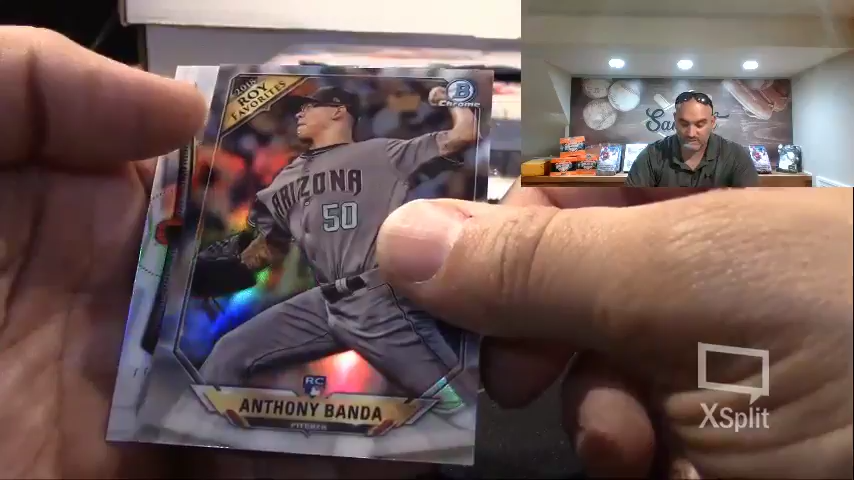 2018
ROY
FAVORITES
B
Chrome
ARIZONA
50
RC
ANTHONY BANDA
PITCHER
XSplit